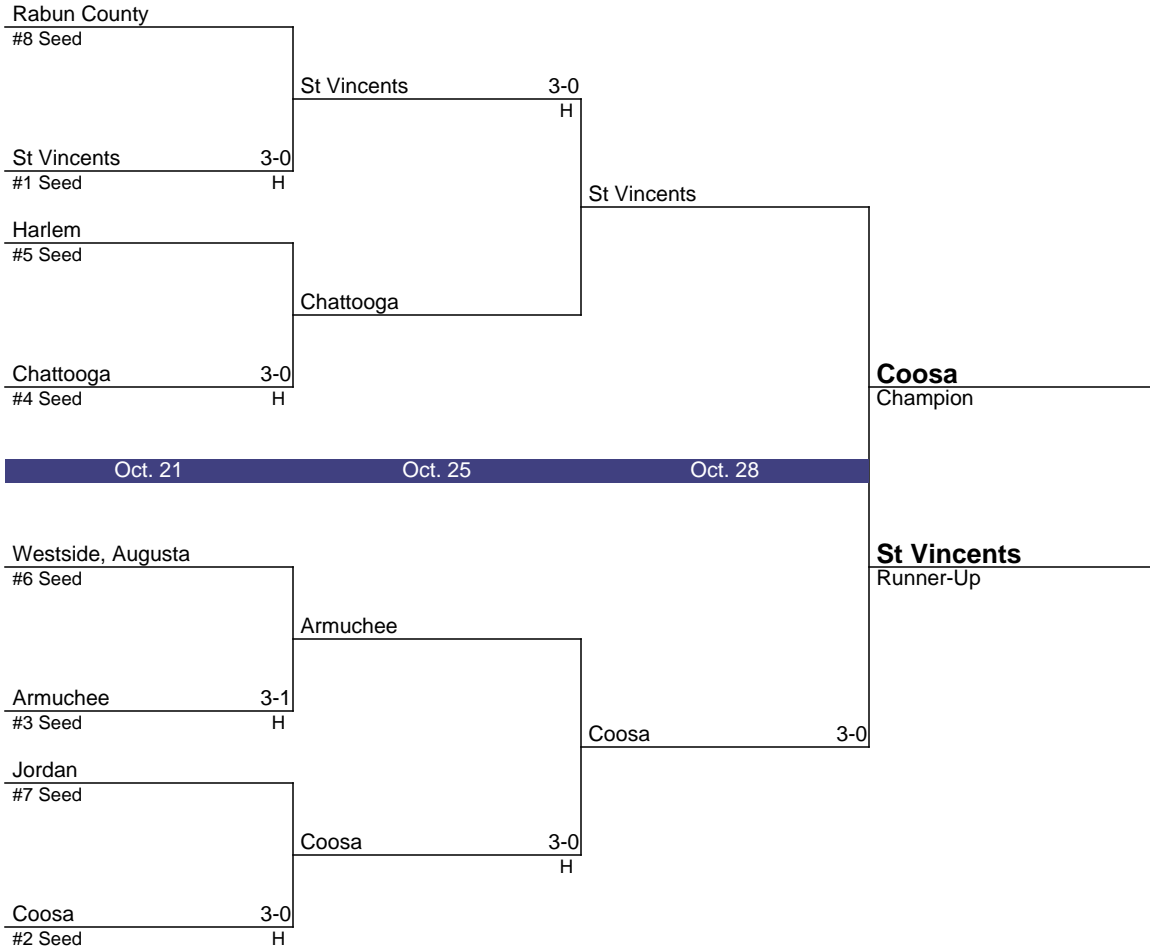 Rabun County
#8 Seed
St Vincents 3-0
H
St Vincents 3-0
#1 Seed H
St Vincents
Harlem
#5 Seed
Chattooga
Chattooga 3-0
#4 Seed H
Coosa
Champion
Oct. 21 Oct. 25 Oct. 28
Westside, Augusta
#6 Seed
St Vincents
Runner-Up
Armuchee
Armuchee 3-1
#3 Seed H
Coosa 3-0
Jordan
#7 Seed
Coosa 3-0
H
Coosa 3-0
#2 Seed H